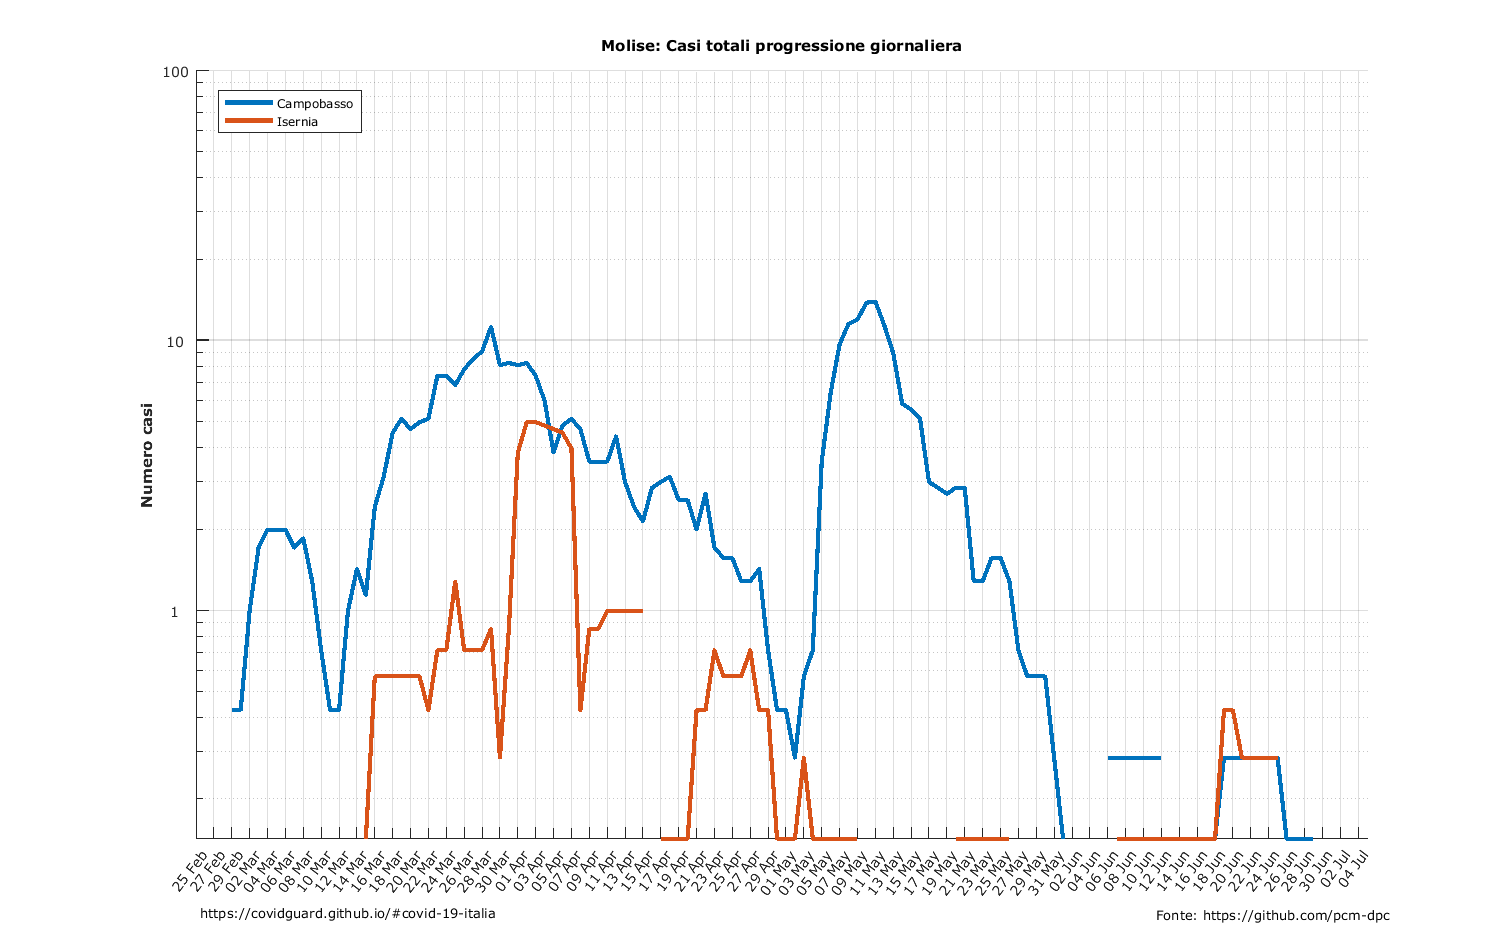 Molise: Casi totali progressione giornaliera
Campobasso
Isernia
100
10
1
Numero casi
25 Feb
27 Feb
29 Feb
02 Mar
04 Mar
06 Mar
08 Mar
10 Mar
12 Mar
14 Mar
16 Mar
18 Mar
20 Mar
22 Mar
24 Mar
26 Mar
28 Mar
30 Mar
01 Apr
03 Apr
05 Apr
07 Apr
09 Apr
11 Apr
13 Apr
15 Apr
17 Apr
19 Apr
21 Apr
23 Apr
25 Apr
27 Apr
29 Apr
01 May
03 May
05 May
07 May
09 May
11 May
13 May
15 May
17 May
19 May
21 May
23 May
25 May
27 May
29 May
31 May
02 Jun
04 Jun
06 Jun
08 Jun
10 Jun
12 Jun
14 Jun
16 Jun
18 Jun
20 Jun
22 Jun
24 Jun
26 Jun
28 Jun
30 Jun
02 Jul
04 Jul
https://covidguard.github.io/#covid-19-italia
Fonte: https://github.com/pcm-dpc